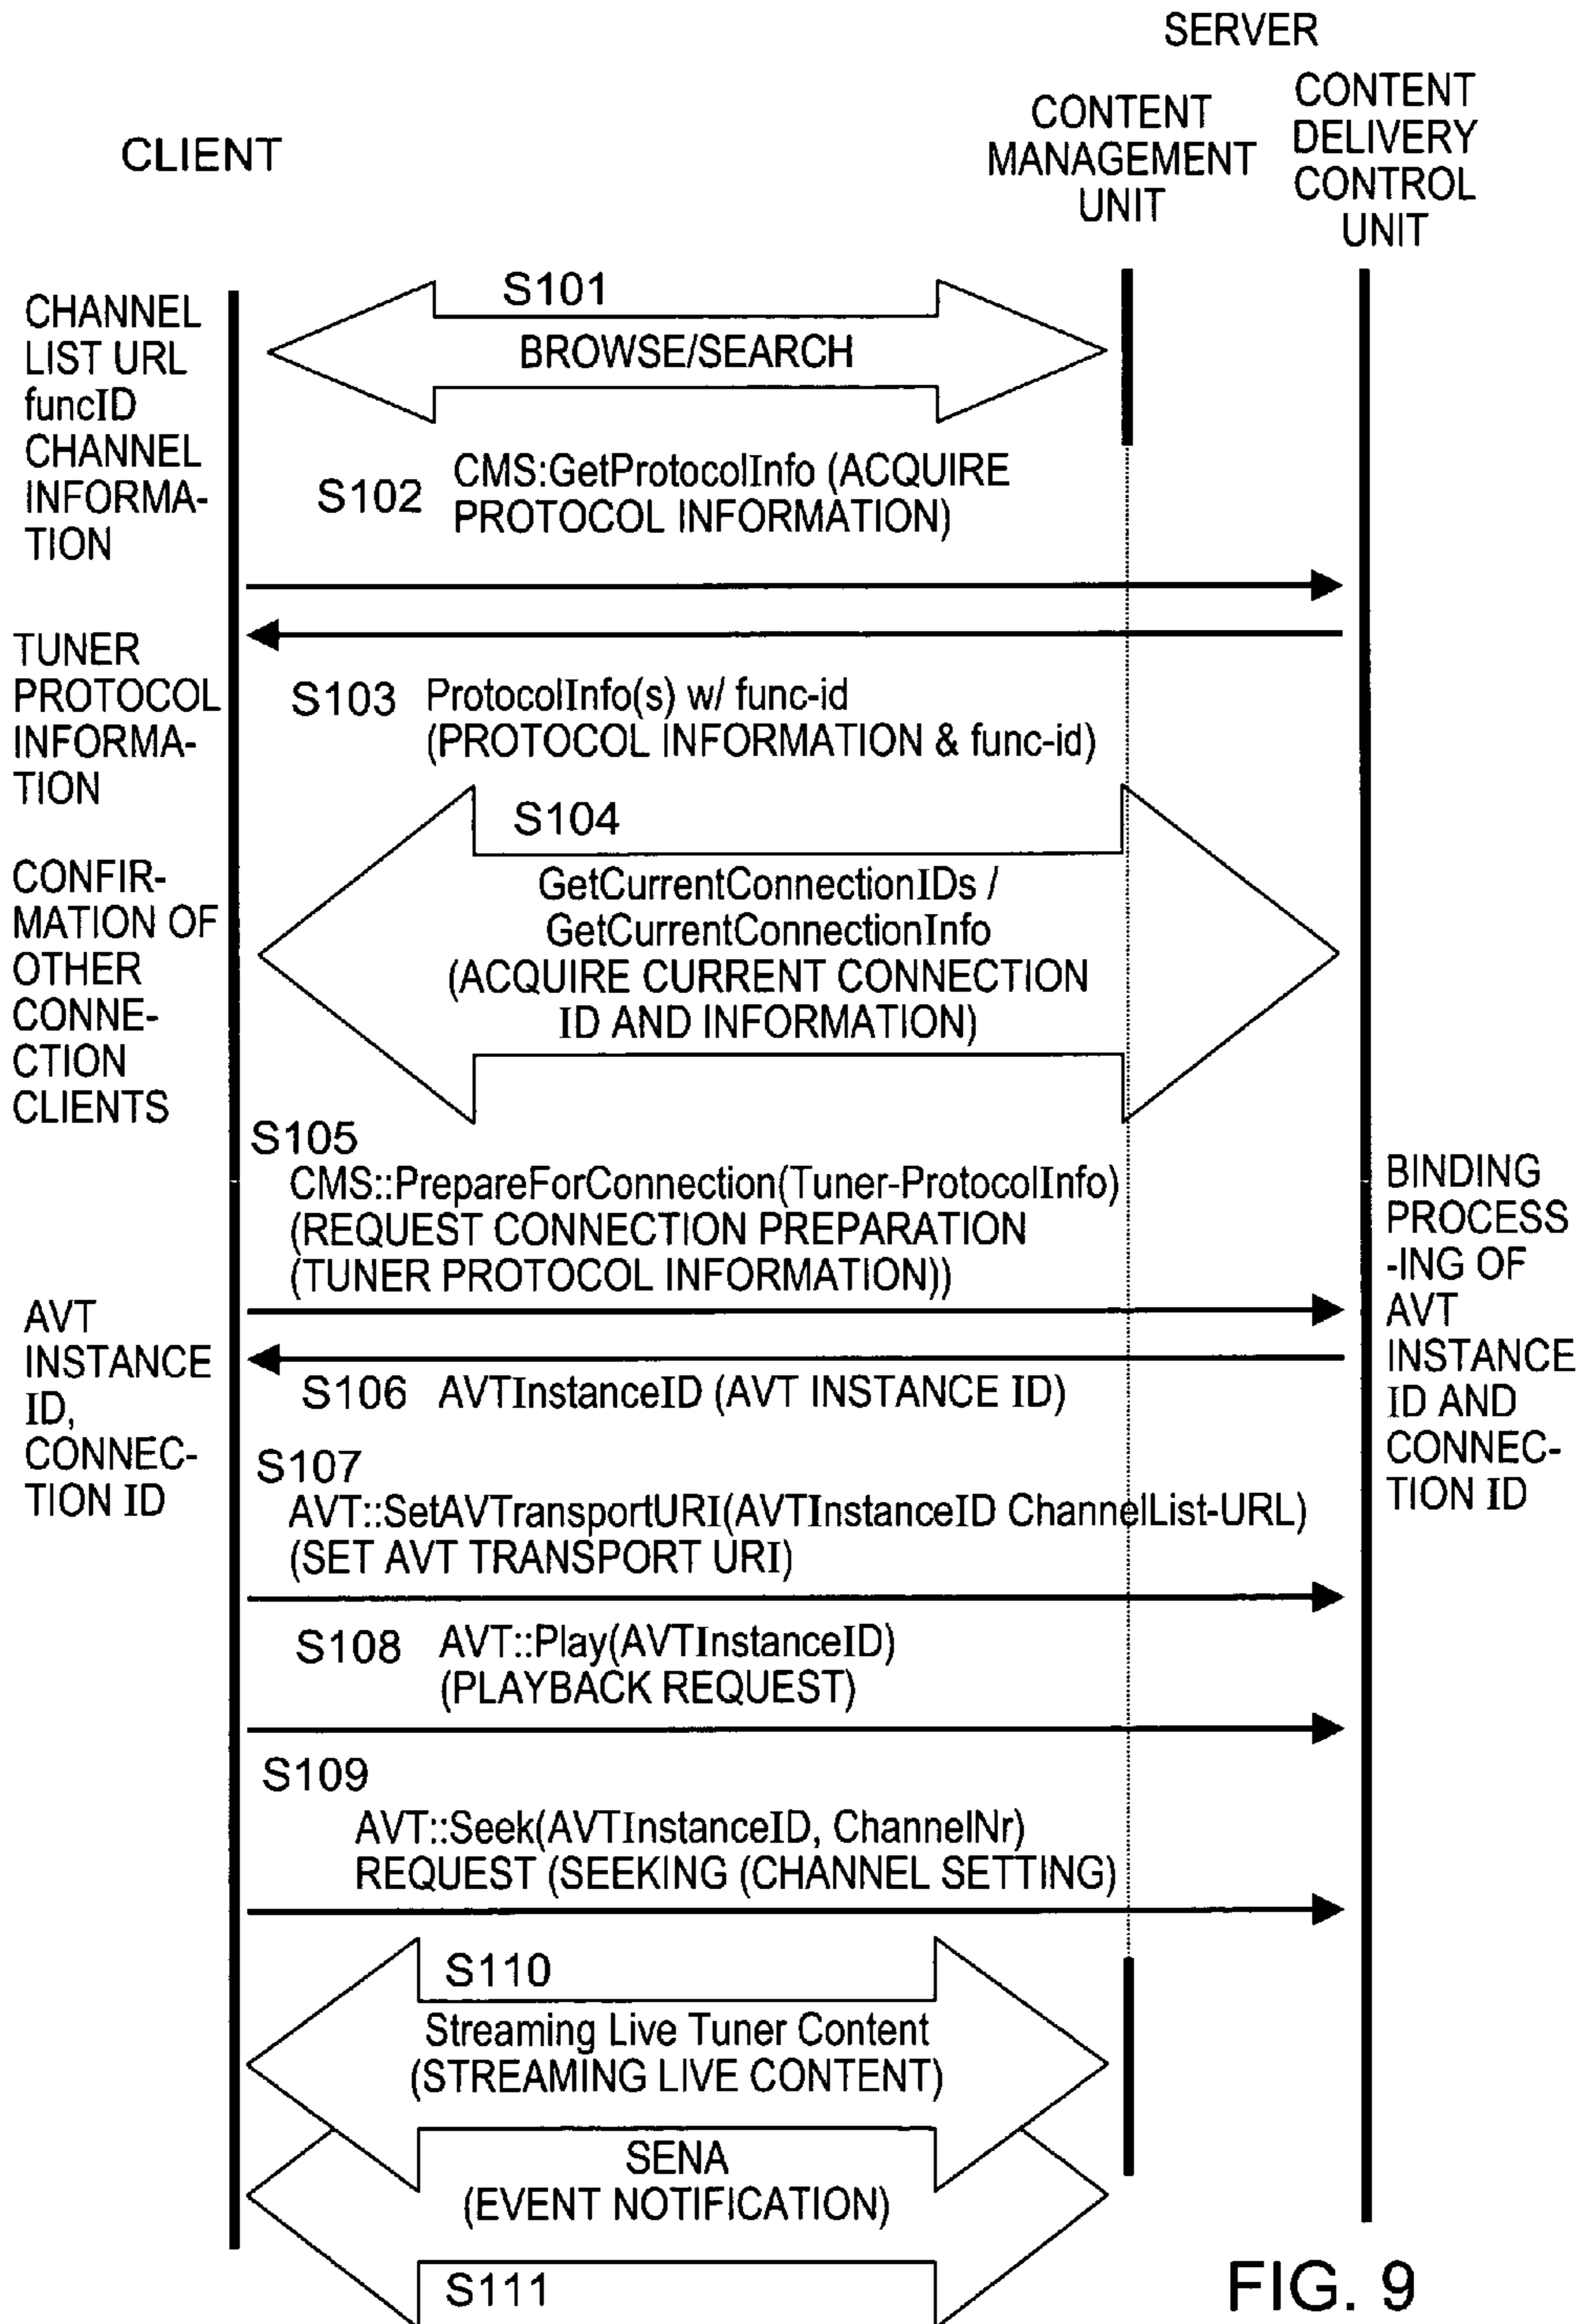 SERVER
CLIENT
CONTENT
MANAGEMENT
UNIT
CONTENT
DELIVERY
CONTROL
UNIT
CHANNEL
LIST URL
funcID
CHANNEL
INFORMA-
TION
S101
BROWSE/SEARCH
S102
CMS:GetProtocolInfo (ACQUIRE
PROTOCOL INFORMATION)
TUNER
PROTOCOL
INFORMA-
TION
S103
ProtocolInfo(s) w/ func-id
(PROTOCOL INFORMATION & func-id)
CONFIR-
MATION OF
OTHER
CONNE-
CTION
CLIENTS
S104
GetCurrentConnectionIDs /
GetCurrentConnectionInfo
(ACQUIRE CURRENT CONNECTION
ID AND INFORMATION)
S105
CMS::PrepareForConnection(Tuner-ProtocolInfo)
(REQUEST CONNECTION PREPARATION
(TUNER PROTOCOL INFORMATION))
BINDING
PROCESS
-ING OF
AVT
INSTANCE
ID AND
CONNEC-
TION ID
AVT
INSTANCE
ID,
CONNEC-
TION ID
S106 AVTInstanceID (AVT INSTANCE ID)
S107
AVT::SetAVTransportURI(AVTInstanceID ChannelList-URL)
(SET AVT TRANSPORT URI)
S108
AVT::Play(AVTInstanceID)
(PLAYBACK REQUEST)
S109
AVT::Seek(AVTInstanceID, ChannelNr)
REQUEST (SEEKING (CHANNEL SETTING)
S110
Streaming Live Tuner Content
(STREAMING LIVE CONTENT)
SENA
(EVENT NOTIFICATION)
S111
FIG. 9